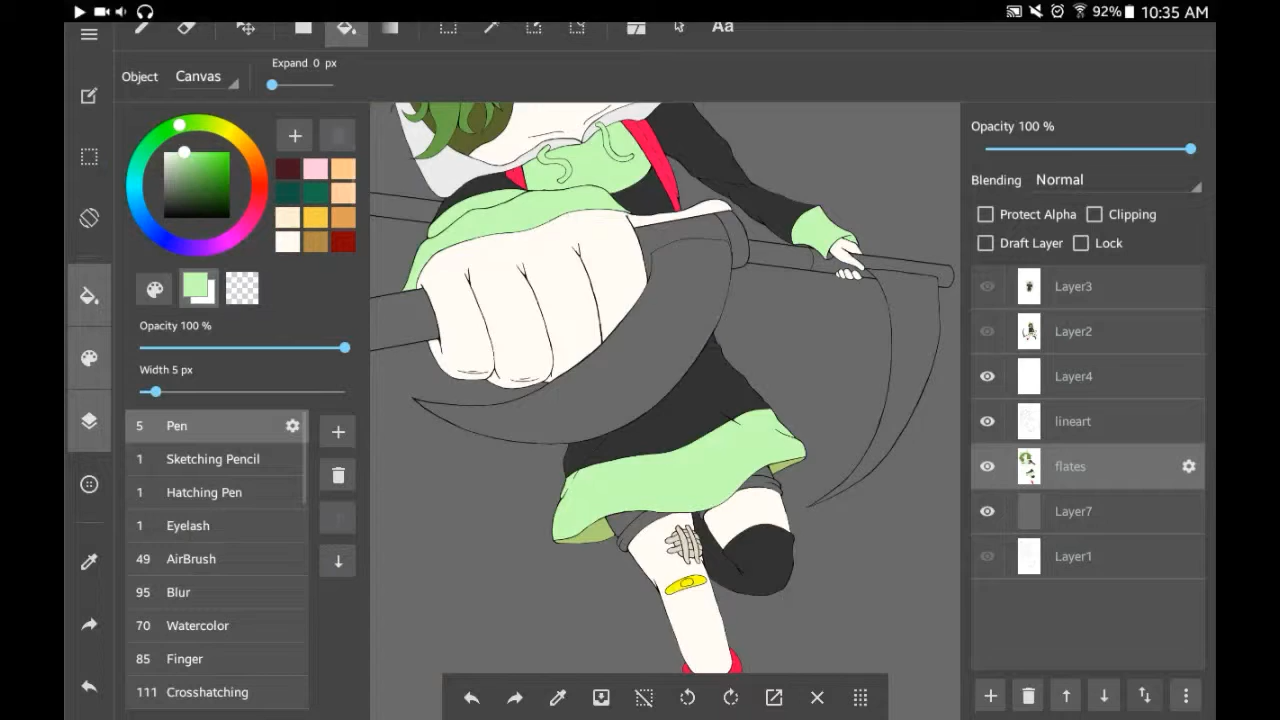 92% 10:35 AM
Aa
Object Canvas Expand 0 px
Opacity 100 %
Width 5 px
5 Pen
1 Sketching Pencil
1 Hatching Pen
1 Eyelash
49 AirBrush
95 Blur
70 Watercolor
85 Finger
111 Crosshatching
Opacity 100 %
Blending Normal
Protect Alpha Clipping
Draft Layer Lock
Layer3
Layer2
Layer4
lineart
flates
Layer7
Layer1